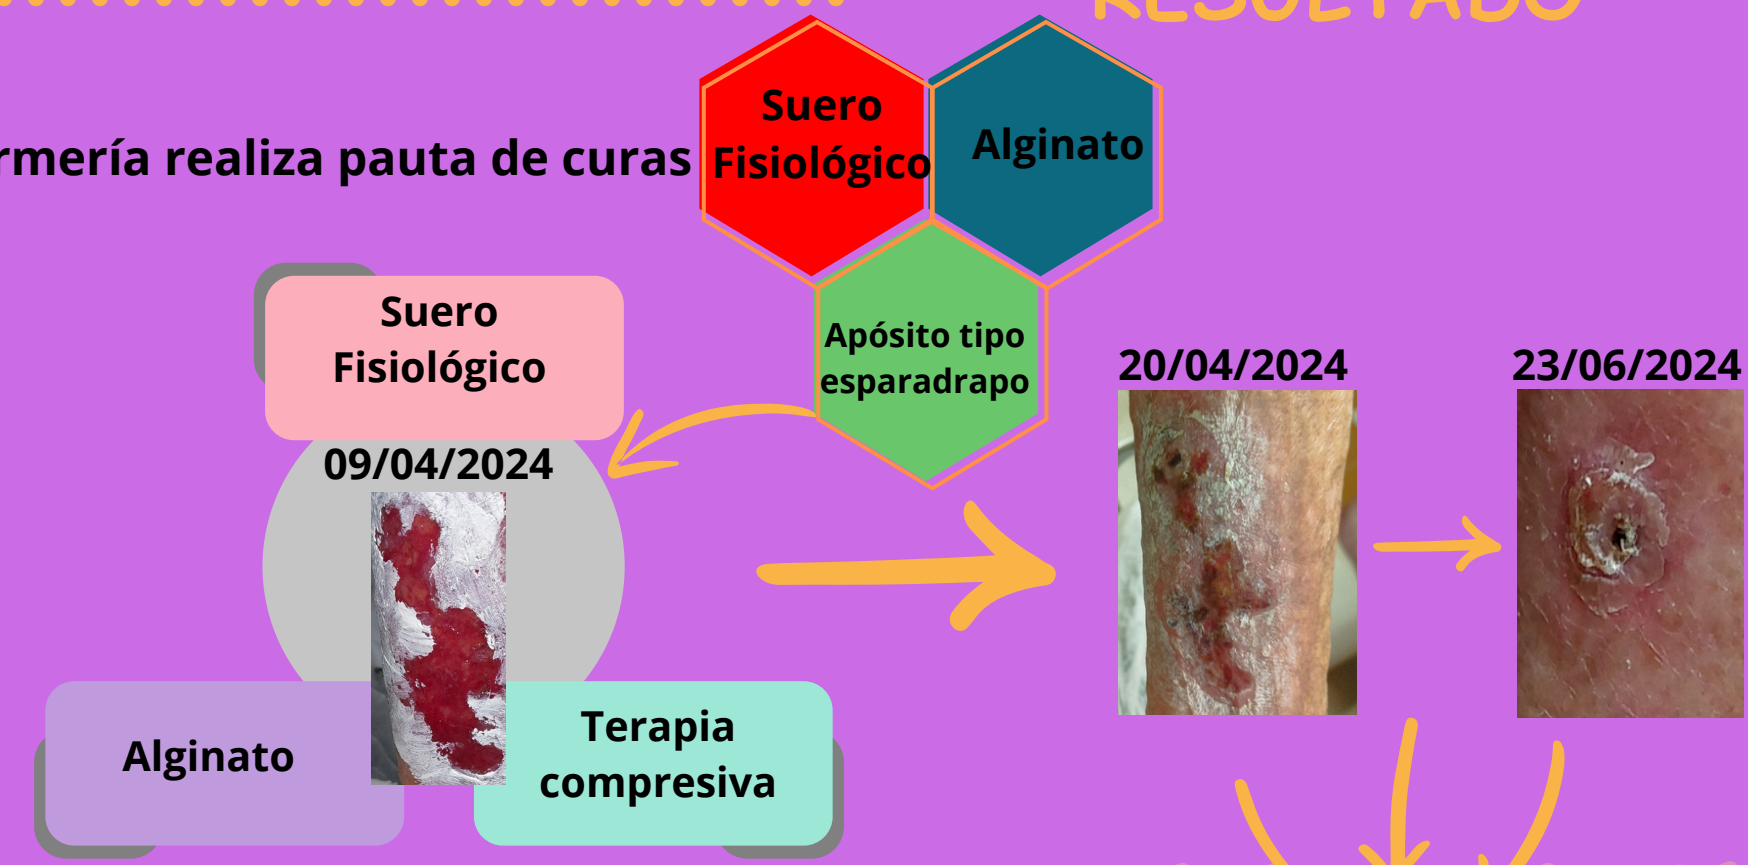 RESULTADO
rmería realiza pauta de curas
Suero
Fisiológico
Alginato
Apósito tipo
esparadrapo
Suero
Fisiológico
09/04/2024
Alginato
Terapia
compresiva
20/04/2024
23/06/2024